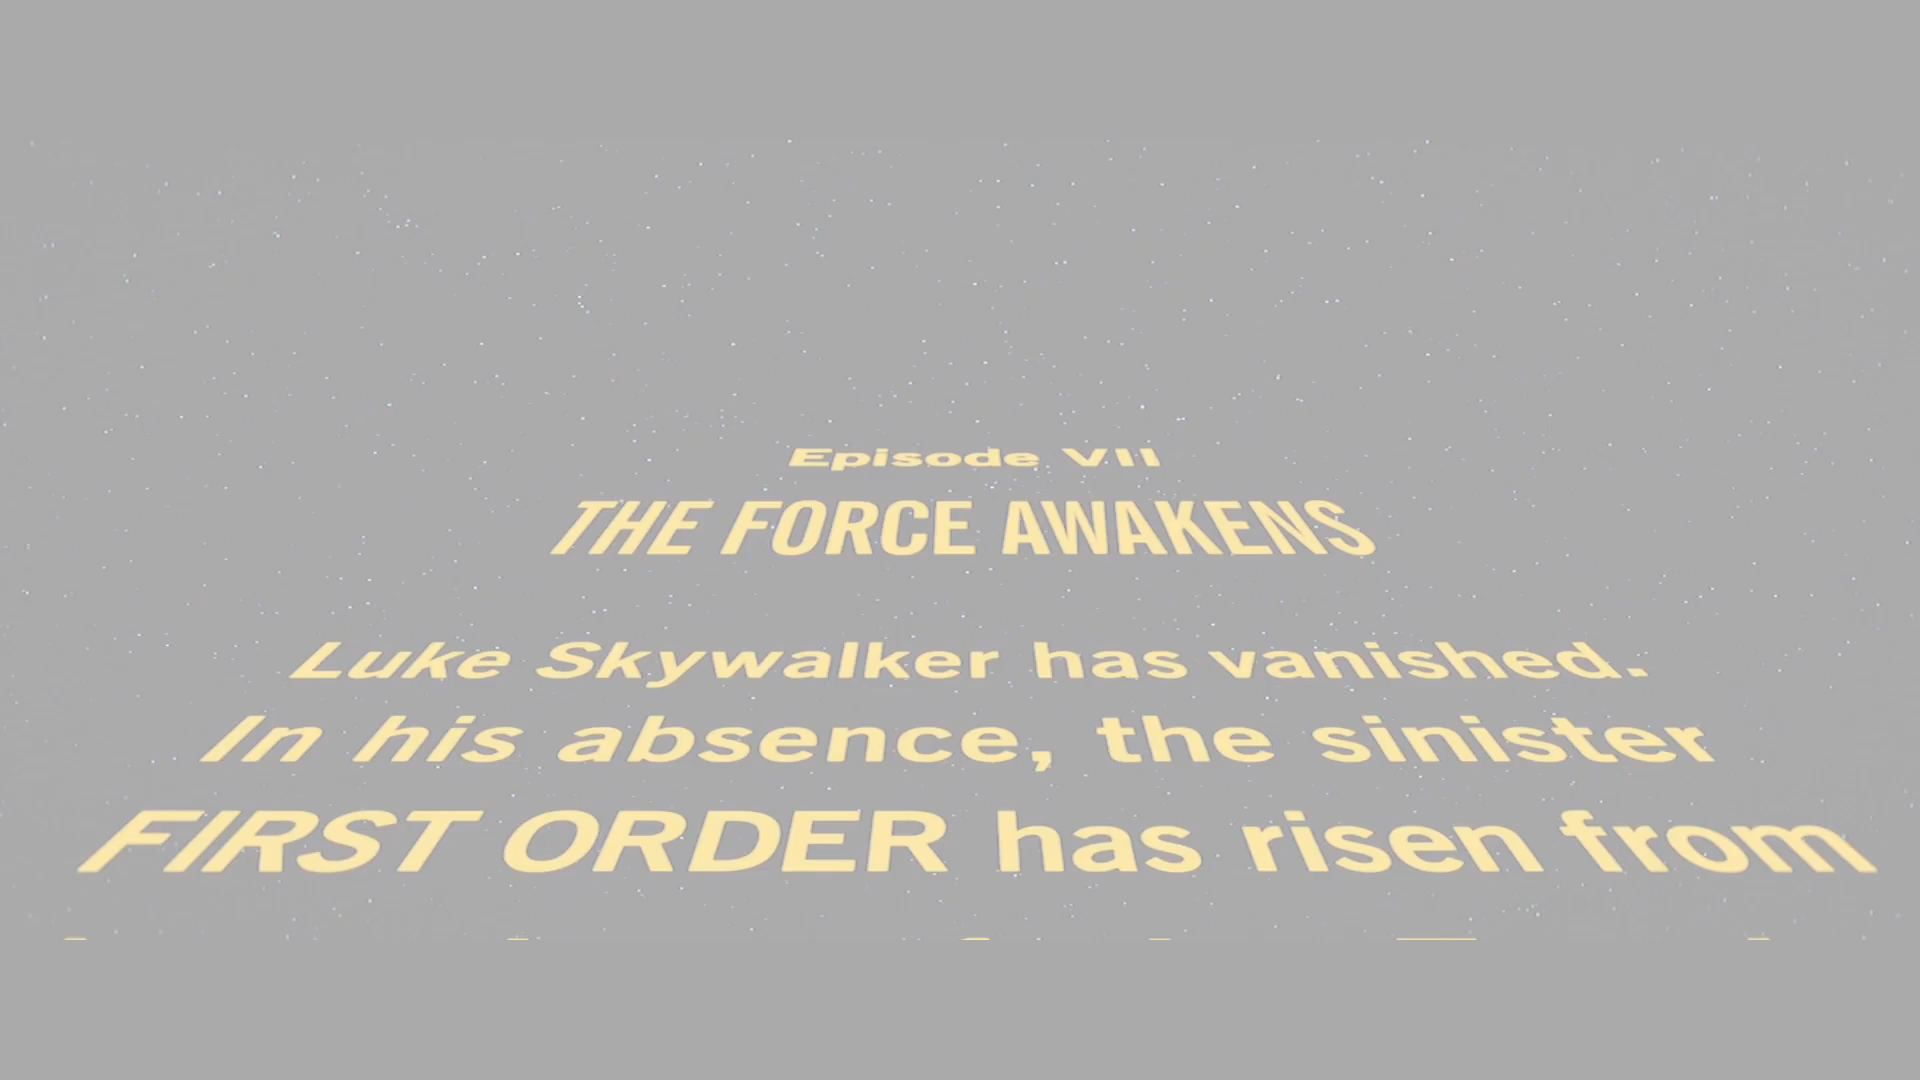 Episode VII
THE FORCE AWAKENS
Luke Skywalker has vanished.
In his absence, the sinister
FIRST ORDER has risen from